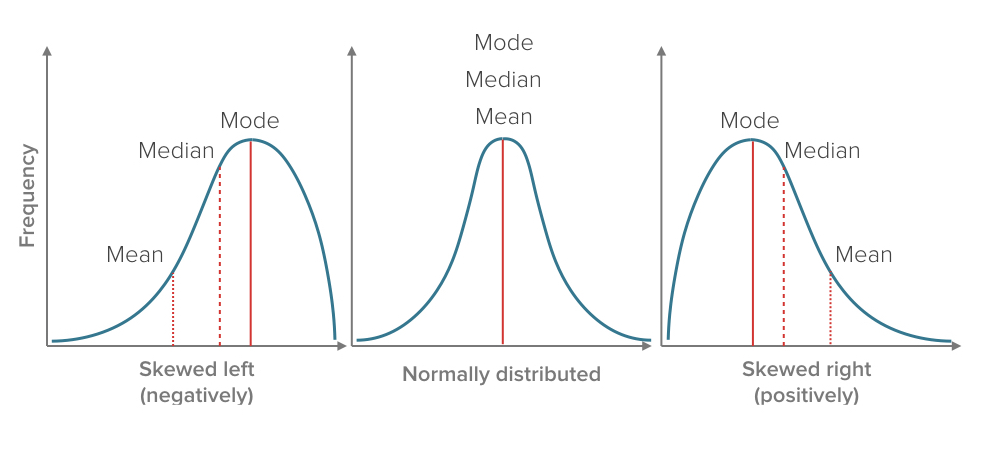 Frequency
Mode
Median
Mean
Skewed left
(negatively)
Mode
Median
Mean
Normally distributed
Mode
Median
Mean
Skewed right
(positively)